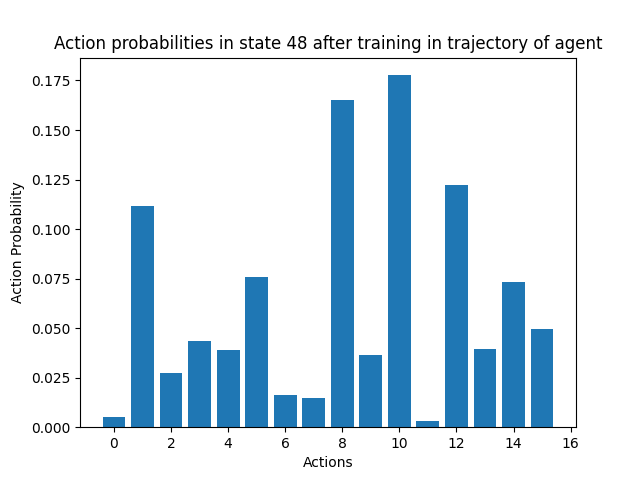 Action probabilities in state 48 after training in trajectory of agent
0.175
0.150
0.125
0.100
0.075
0.050
0.025
0.000
Action Probability
0 2 4 6 8 10 12 14 16
Actions